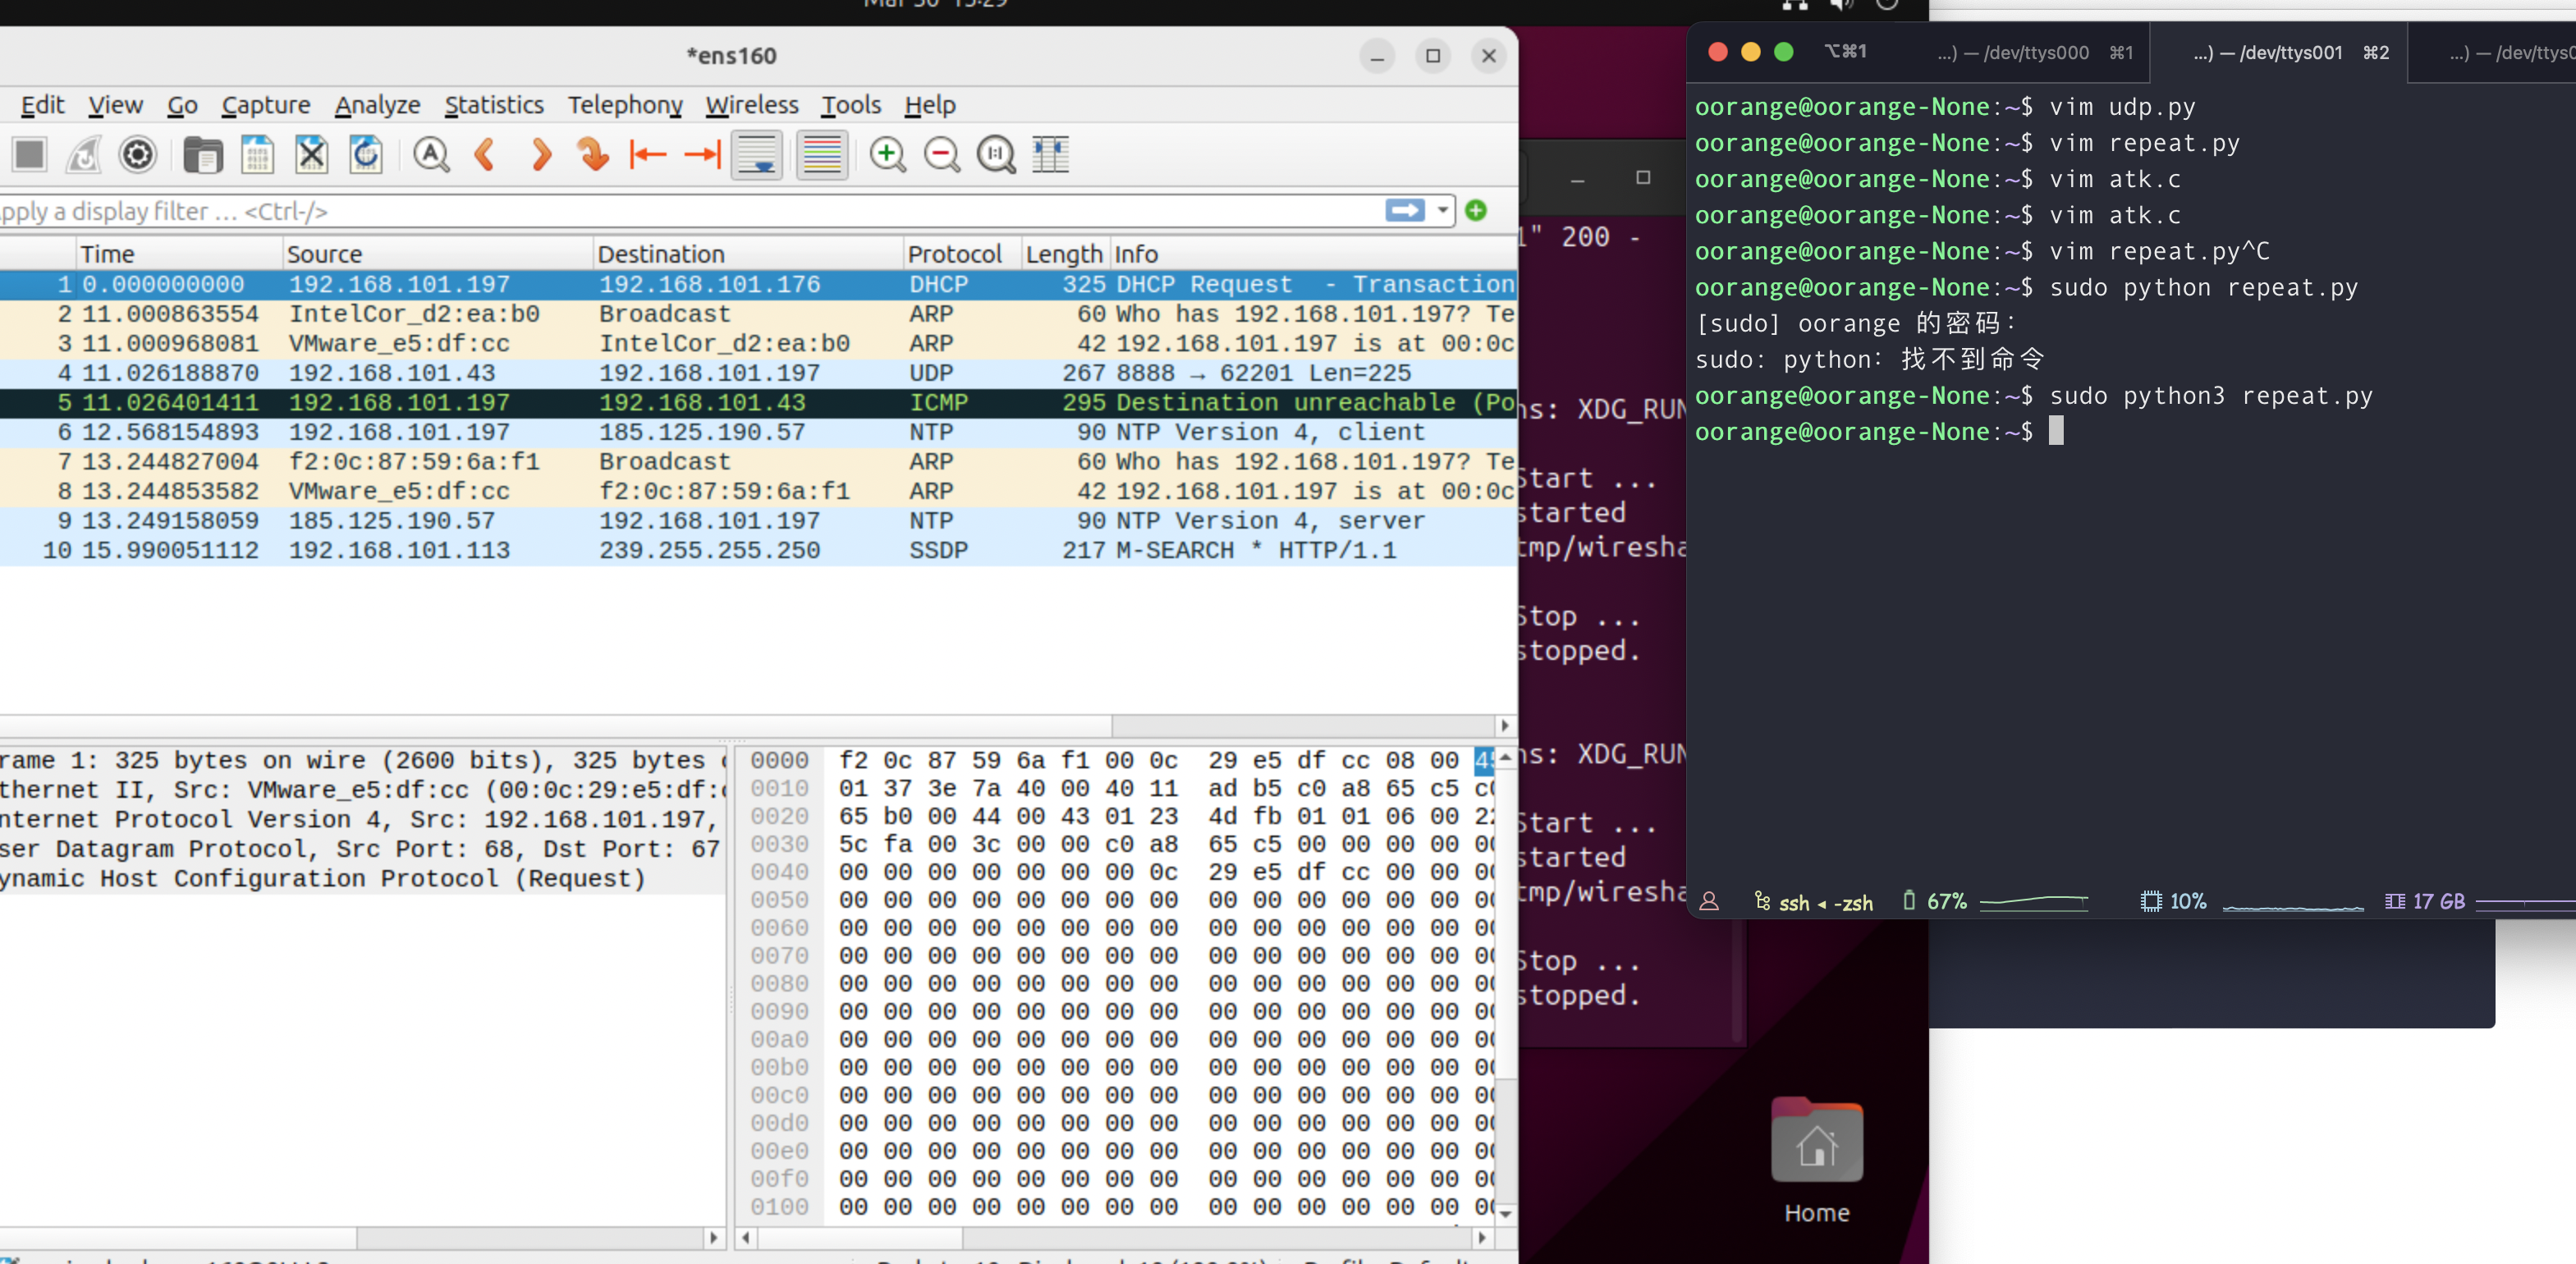 *ens160
Edit View Go Capture Analyze Statistics Telephony Wireless Tools Help
display filter … <Ctrl-/>
Time Source Destination Protocol Length Info
1 0.000000000 192.168.101.197 192.168.101.176 DHCP 325 DHCP Request - Transaction
2 11.000863554 IntelCor_d2:ea:b0 Broadcast ARP 60 Who has 192.168.101.197? Te
3 11.000968081 VMware_e5:df:cc IntelCor_d2:ea:b0 ARP 42 192.168.101.197 is at 00:0c
4 11.026188870 192.168.101.43 192.168.101.197 UDP 267 8888 → 62201 Len=225
5 11.026401411 192.168.101.197 192.168.101.43 ICMP 295 Destination unreachable (Po
6 12.568154893 192.168.101.197 185.125.190.57 NTP 90 NTP Version 4, client
7 13.244827004 f2:0c:87:59:6a:f1 Broadcast ARP 60 Who has 192.168.101.197? Te
8 13.244853582 VMware_e5:df:cc f2:0c:87:59:6a:f1 ARP 42 192.168.101.197 is at 00:0c
9 13.249158059 185.125.190.57 192.168.101.197 NTP 90 NTP Version 4, server
10 15.990051112 192.168.101.113 239.255.255.250 SSDP 217 M-SEARCH * HTTP/1.1
rame 1: 325 bytes on wire (2600 bits), 325 bytes
thernet II, Src: VMware_e5:df:cc (00:0c:29:e5:df:
nternet Protocol Version 4, Src: 192.168.101.197,
ser Datagram Protocol, Src Port: 68, Dst Port: 67
ynamic Host Configuration Protocol (Request)
0000 f2 0c 87 59 6a f1 00 0c 29 e5 df cc 08 00 45
0010 01 37 3e 7a 40 00 40 11 ad b5 c0 a8 65 c5
0020 65 b0 00 44 00 43 01 23 4d fb 01 01 06 00
0030 5c fa 00 3c 00 00 c0 a8 65 c5 00 00 00 00
0040 00 00 00 00 00 00 00 0c 29 e5 df cc 00 00
0050 00 00 00 00 00 00 00 00 00 00 00 00 00 00
0060 00 00 00 00 00 00 00 00 00 00 00 00 00 00
0070 00 00 00 00 00 00 00 00 00 00 00 00 00 00
0080 00 00 00 00 00 00 00 00 00 00 00 00 00 00
0090 00 00 00 00 00 00 00 00 00 00 00 00 00 00
00a0 00 00 00 00 00 00 00 00 00 00 00 00 00 00
00b0 00 00 00 00 00 00 00 00 00 00 00 00 00 00
00c0 00 00 00 00 00 00 00 00 00 00 00 00 00 00
00d0 00 00 00 00 00 00 00 00 00 00 00 00 00 00
00e0 00 00 00 00 00 00 00 00 00 00 00 00 00 00
00f0 00 00 00 00 00 00 00 00 00 00 00 00 00 00
0100 00 00 00 00 00 00 00 00 00 00 00 00 00 00
1" 200 -
ns: XDG_RUN
Start ...
started
tmp/wiresha
Stop ...
stopped.
ns: XDG_RUN
Start ...
started
tmp/wiresha
Stop ...
stopped.
Home
⌥⌘1 ...) — /dev/ttys000 ⌘1 ...) — /dev/ttys001 ⌘2 ...) — /dev/ttys0
oorange@oorange-None:~$ vim udp.py
oorange@oorange-None:~$ vim repeat.py
oorange@oorange-None:~$ vim atk.c
oorange@oorange-None:~$ vim atk.c
oorange@oorange-None:~$ vim repeat.py^C
oorange@oorange-None:~$ sudo python repeat.py
[sudo] oorange 的密码:
sudo: python: 找不到命令
oorange@oorange-None:~$ sudo python3 repeat.py
oorange@oorange-None:~$
ssh ◂ -zsh 67% 10% 17 GB